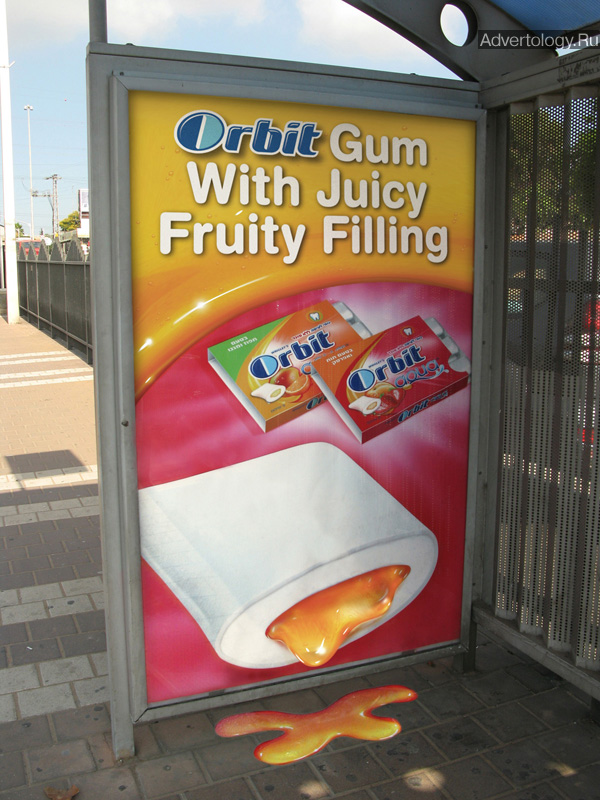 Advertology.Ru
Orbit Gum
With Juicy
Fruity Filling
Orbit
Orbit